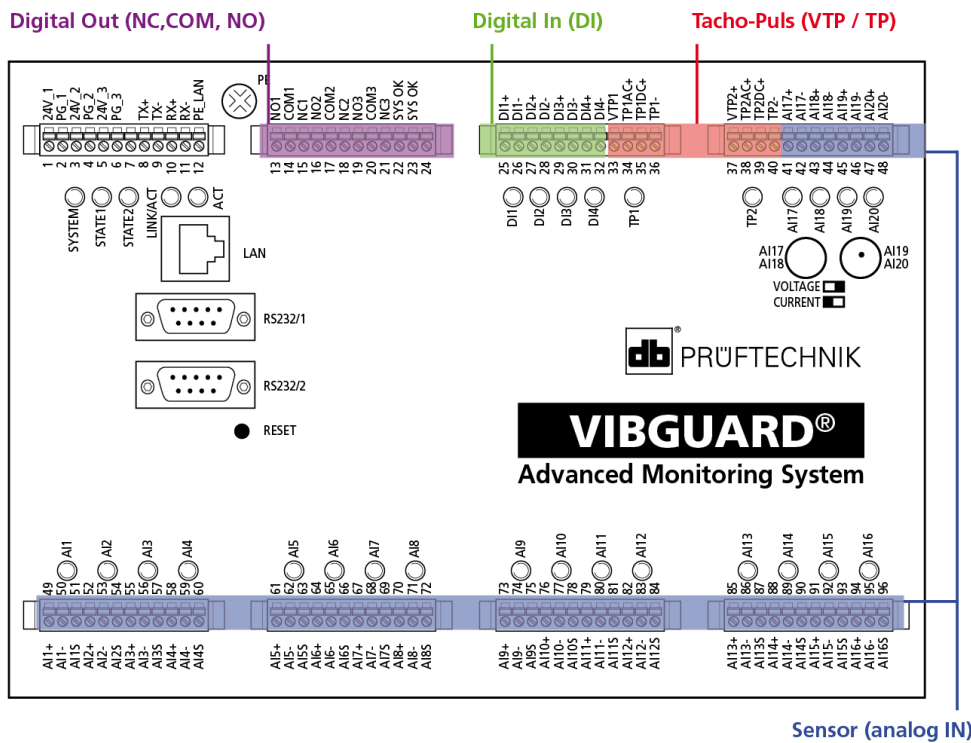 Digital Out (NC,COM, NO)
Digital In (DI)
Tacho-Puls (VTP / TP)
24V_1
PG_1
24V_2
PG_2
24V_3
PG_3
TX+
TX-
RX+
RX-
PE_LAN
PE
NO1
COM1
NC1
NO2
COM2
NC2
NO3
COM3
NC3
SYS OK
SYS OK
DI1+
DI1-
DI2+
DI2-
DI3+
DI3-
DI4+
DI4-
VTP1
TP1AC+
TP1DC+
TP1-
VTP2+
TP2AC+
TP2DC+
TP2-
AI17+
AI17-
AI18+
AI18-
AI19+
AI19-
AI20+
AI20-
1 2 3 4 5 6 7 8 9 10 11 12
13 14 15 16 17 18 19 20 21 22 23 24
25 26 27 28 29 30 31 32 33 34 35 36
37 38 39 40 41 42 43 44 45 46 47 48
SYSTEM
STATE1
STATE2
LINK/ACT
ACT
DI1
DI2
DI3
DI4
TP1
TP2
AI17
AI18
AI19
AI20
LAN
AI17
AI18
AI19
AI20
VOLTAGE
CURRENT
RS232/1
db ® PRÜFTECHNIK
RS232/2
VIBGUARD®
RESET
Advanced Monitoring System
AI1
AI2
AI3
AI4
AI5
AI6
AI7
AI8
AI9
AI10
AI11
AI12
AI13
AI14
AI15
AI16
49 50 51 52 53 54 55 56 57 58 59 60
61 62 63 64 65 66 67 68 69 70 71 72
73 74 75 76 77 78 79 80 81 82 83 84
85 86 87 88 89 90 91 92 93 94 95 96
AI1+
AI1-
AI1S
AI2+
AI2-
AI2S
AI3+
AI3-
AI3S
AI4+
AI4-
AI4S
AI5+
AI5-
AI5S
AI6+
AI6-
AI6S
AI7+
AI7-
AI7S
AI8+
AI8-
AI8S
AI9+
AI9-
AI9S
AI10+
AI10-
AI10S
AI11+
AI11-
AI11S
AI12+
AI12-
AI12S
AI13+
AI13-
AI13S
AI14+
AI14-
AI14S
AI15+
AI15-
AI15S
AI16+
AI16-
AI16S
Sensor (analog IN)